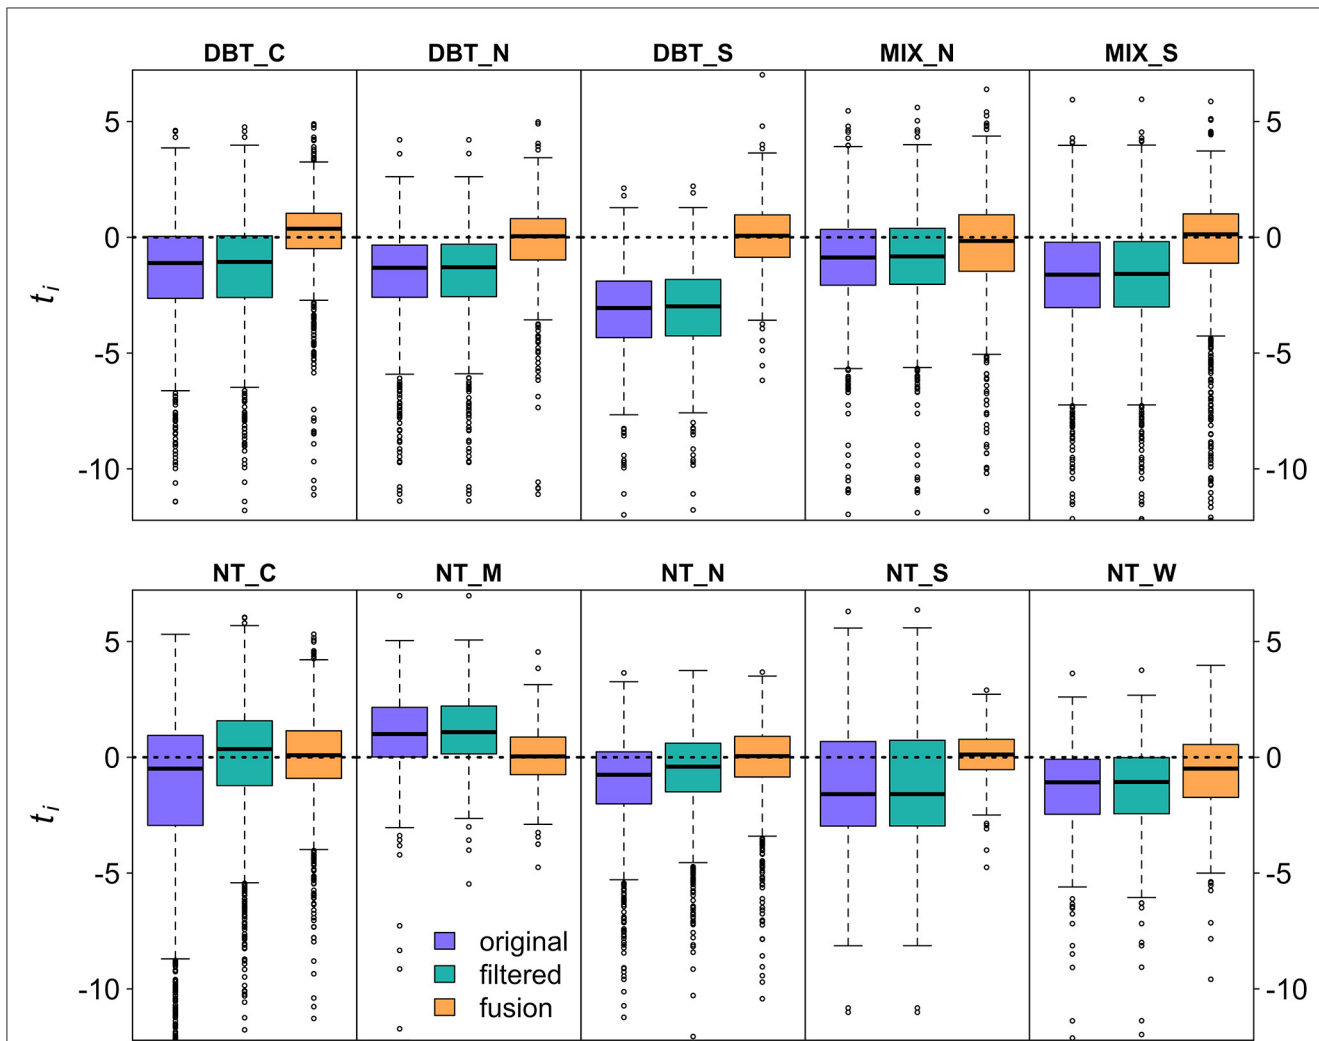 DBT_C DBT_N DBT_S MIX_N MIX_S
5 5
0 0
t_i
-5 -5
-10 -10
NT_C NT_M NT_N NT_S NT_W
5 5
0 0
t_i
-5 -5
original
filtered
-10 -10
fusion